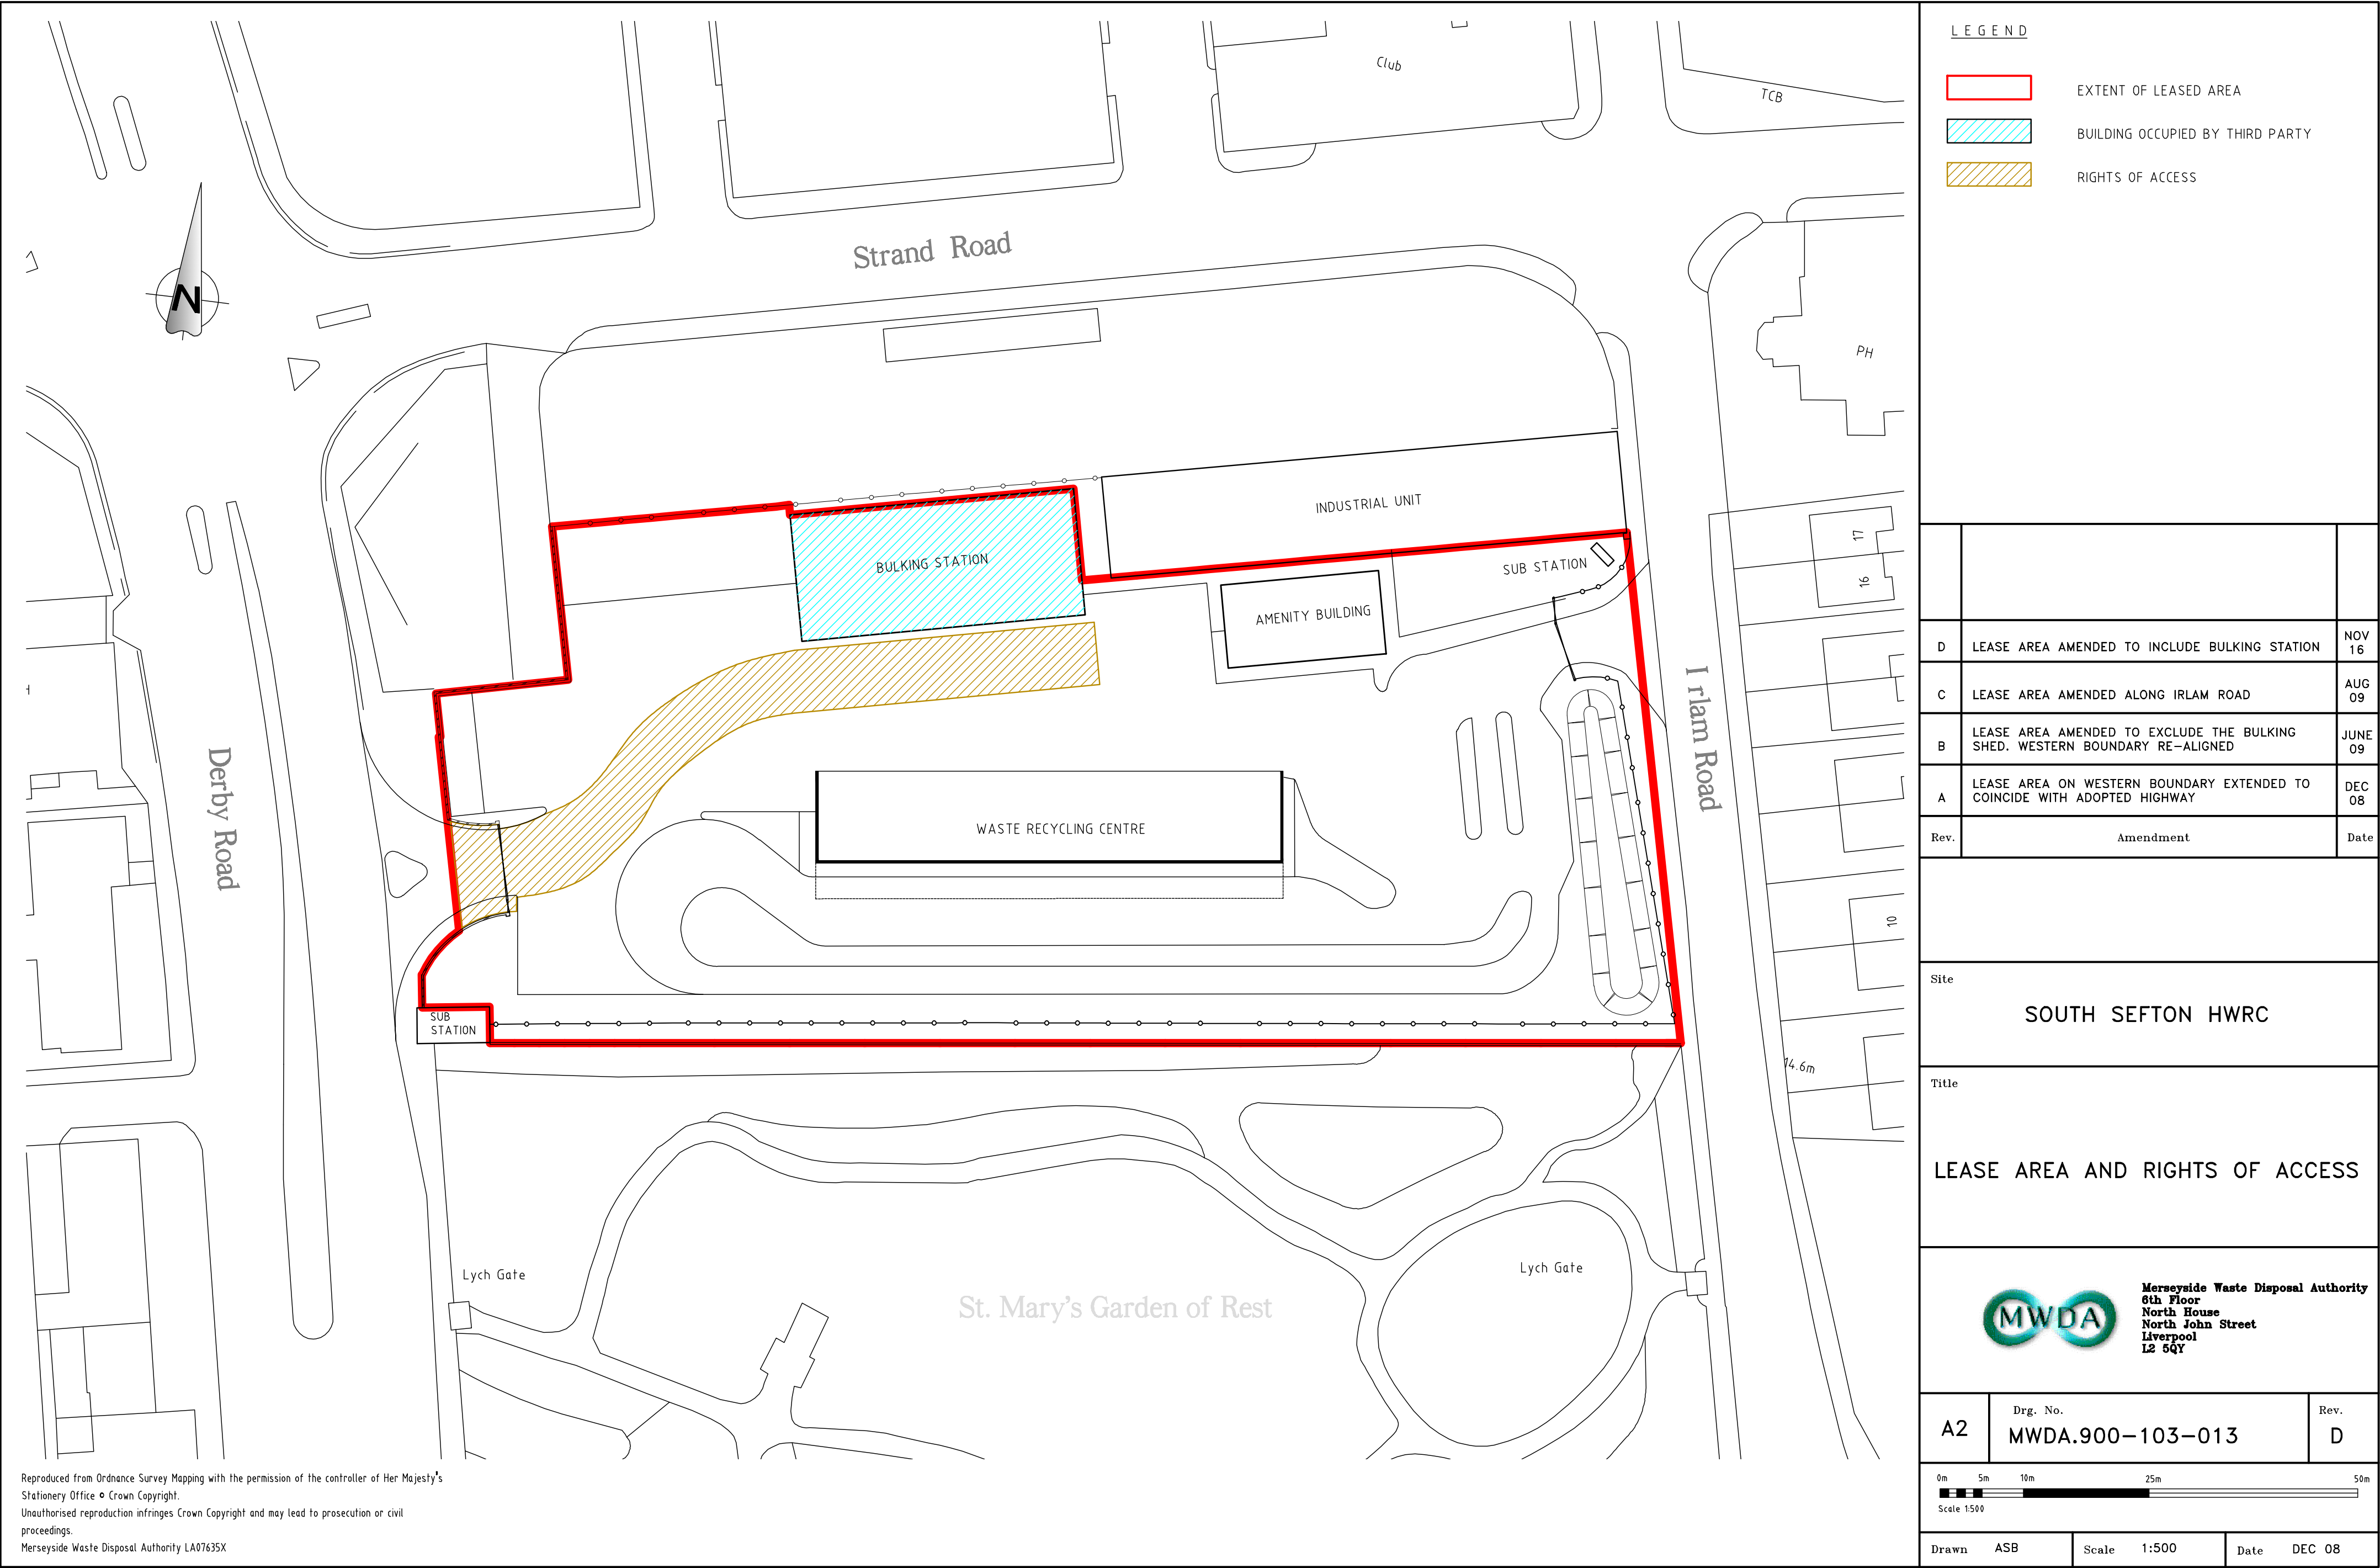 Club
TCB
Strand Road
N
PH
INDUSTRIAL UNIT
BULKING STATION
SUB STATION
AMENITY BUILDING
17
16
I rlam Road
Derby Road
WASTE RECYCLING CENTRE
10
SUB
STATION
14.6m
Lych Gate
Lych Gate
St. Mary's Garden of Rest
Reproduced from Ordnance Survey Mapping with the permission of the controller of Her Majesty's
Stationery Office © Crown Copyright.
Unauthorised reproduction infringes Crown Copyright and may lead to prosecution or civil
proceedings.
Merseyside Waste Disposal Authority LA07635X
LEGEND
EXTENT OF LEASED AREA
BUILDING OCCUPIED BY THIRD PARTY
RIGHTS OF ACCESS
D LEASE AREA AMENDED TO INCLUDE BULKING STATION NOV 16
C LEASE AREA AMENDED ALONG IRLAM ROAD AUG 09
B LEASE AREA AMENDED TO EXCLUDE THE BULKING
SHED. WESTERN BOUNDARY RE-ALIGNED JUNE 09
A LEASE AREA ON WESTERN BOUNDARY EXTENDED TO
COINCIDE WITH ADOPTED HIGHWAY DEC 08
Rev. Amendment Date
Site
SOUTH SEFTON HWRC
Title
LEASE AREA AND RIGHTS OF ACCESS
MWDA
Merseyside Waste Disposal Authority
6th Floor
North House
North John Street
Liverpool
L2 5QY
A2
Drg. No.
MWDA.900-103-013
Rev.
D
0m 5m 10m 25m 50m
Scale 1:500
Drawn ASB Scale 1:500 Date DEC 08